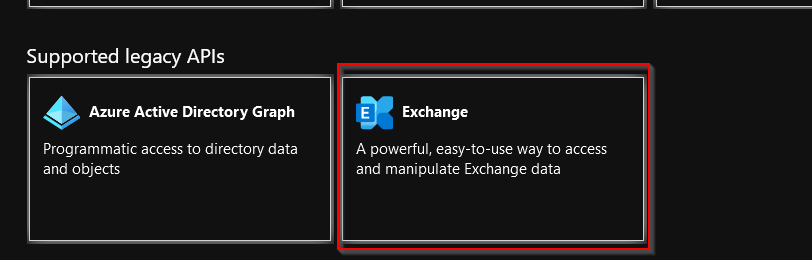 Supported legacy APIs
Azure Active Directory Graph
Programmatic access to directory data
and objects
E Exchange
A powerful, easy-to-use way to access
and manipulate Exchange data